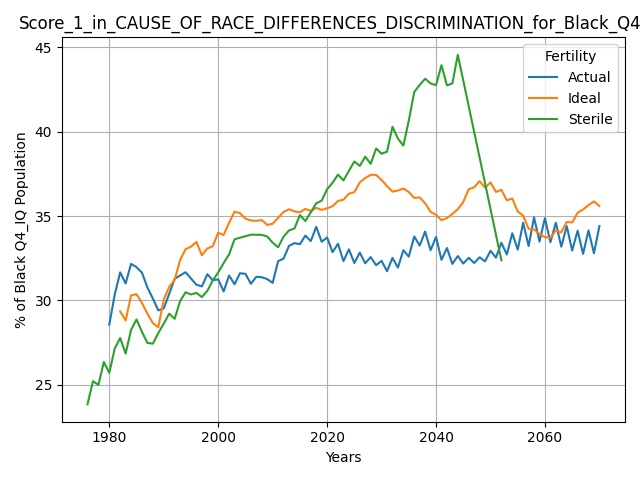 Score_1_in_CAUSE_OF_RACE_DIFFERENCES_DISCRIMINATION_for_Black_Q4
45
40
35
30
25
% of Black Q4_IQ Population
Fertility
Actual
Ideal
Sterile
1980
2000
2020
2040
2060
Years